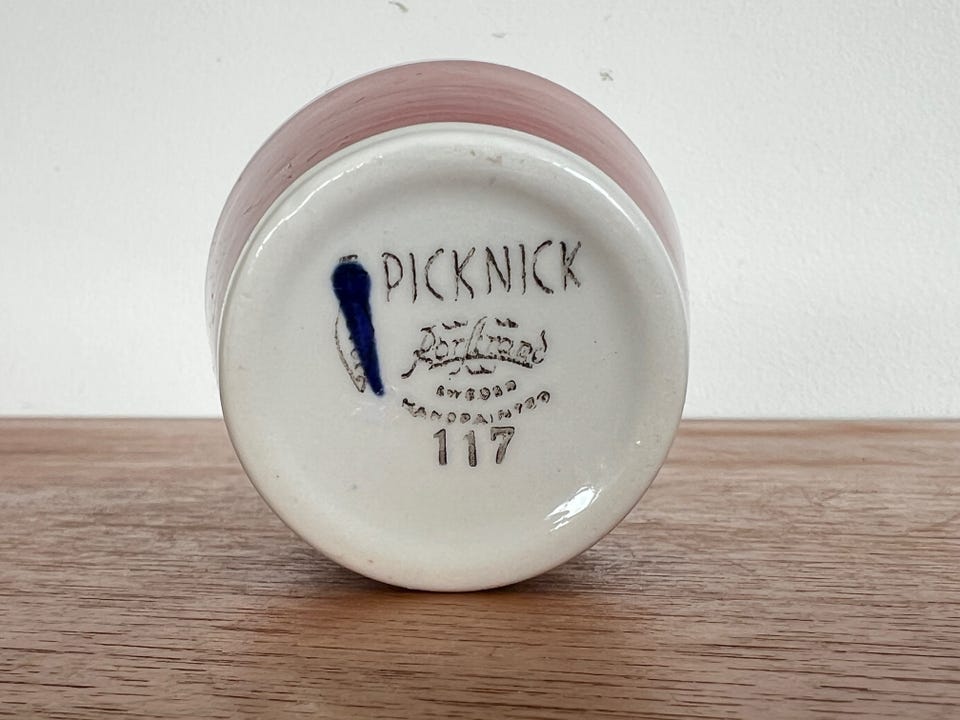 PICKNICK
Rörstrand
SWEDEN
HANDPAINTED
117